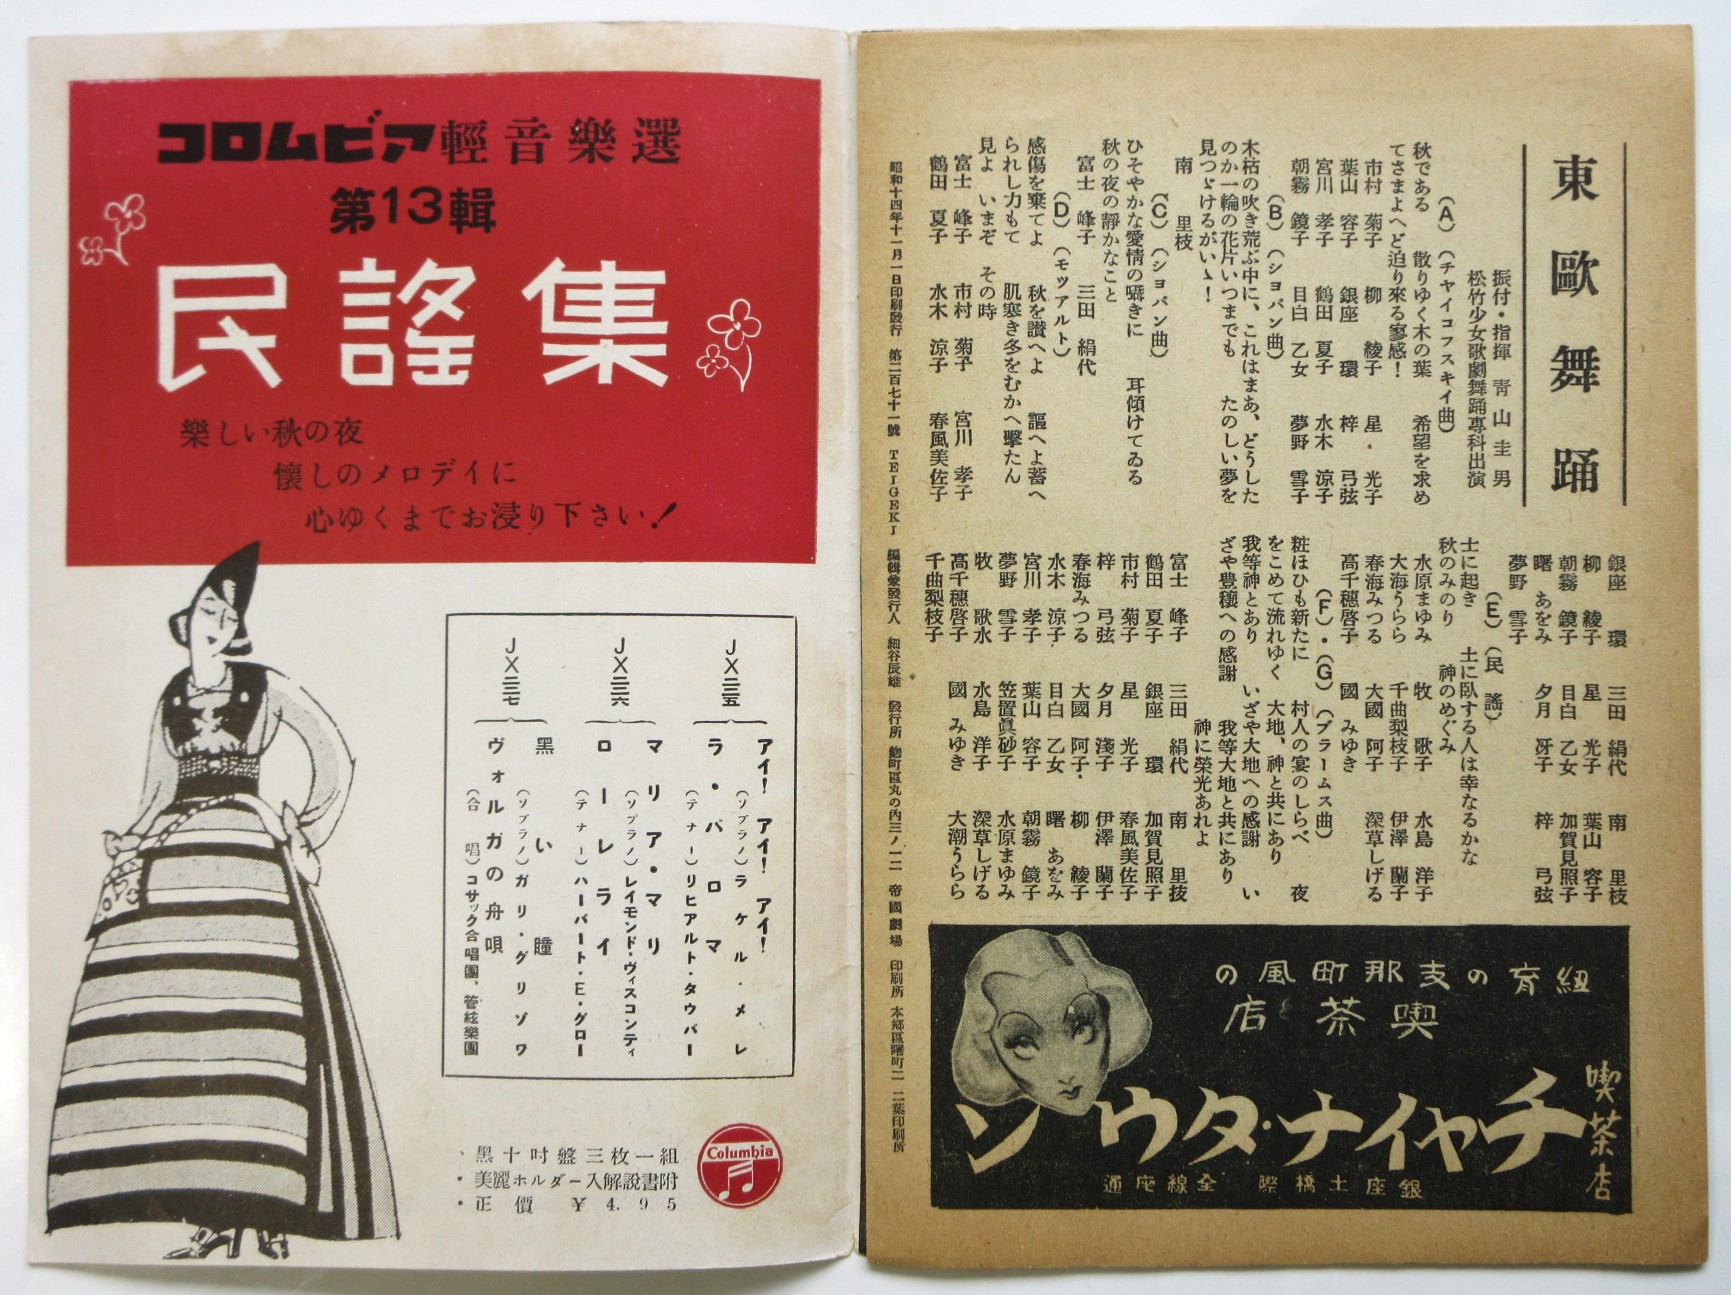 コロムビア輕音樂選
第13輯
民謠集
樂しい秋の夜
懐しのメロデイに
心ゆくまでお浸り下さい!
JX二三五
アイ! アイ! アイ!
(ソプラノ)ラケル・メレ
ラ・パロマ
(テナー)リヒアルト・タウバー
JX二三六
マリア・マリ
(ソプラノ)レイモンド・ヴィスコンティ
ローレライ
(テナー)ハーバート・E・グロー
JX二三七
黑い瞳
(ソプラノ)ガリ・グリゾワ
ヴォルガの舟唄
(合唱)コサック合唱團、管絃樂團
黑十吋盤三枚一組
・美麗ホルダー入解說書附
・正價 ¥4.95
Columbia
東歐舞踊
振付・指揮 靑山圭男
松竹少女歌劇舞踊專科出演
(A) (チャイコフスキイ曲)
秋である 散りゆく木の葉 希望を求め
てさまよへど迫り來る寥感!
市村 菊子 柳 綾子 星・光子
葉山 容子 銀座 環 梓 弓弦
宮川 孝子 鶴田 夏子 水木 涼子
朝霧 鏡子 目白 乙女 夢野 雪子
(B) (ショパン曲)
木枯の吹き荒ぶ中に、これはまあ、どうした
のか一輪の花片いつまでも たのしい夢を
見つゞけるがいゝ!
南 里枝
(C) (ショパン曲)
ひそやかな愛情の囁きに 耳傾けてゐる
秋の夜の靜かなこと
富士 峰子 三田 絹代
(D) (モツアルト)
感傷を棄てよ 秋を讃へよ 謳へよ蓄へ
られし力もて 肌寒き冬をむかへ擊たん
見よ いまぞ その時
富士 峰子 市村 菊子 宮川 孝子
鶴田 夏子 水木 涼子 春風美佐子
銀座 環 三田 絹代 南 里枝
柳 綾子 星 光子 葉山 容子
朝霧 鏡子 目白 乙女 加賀見照子
曙 あをみ 夕月 冴子 梓 弓弦
夢野 雪子
(E) (民謠)
士に起き 土に臥する人は幸なるかな
秋のみのり 神のめぐみ
水原まゆみ 牧 歌子 水島 洋子
大海うらら 千曲梨枝子 伊澤 蘭子
春海みつる 大國 阿子 深草しげる
髙千穗啓子 國 みゆき
(F)・(G) (ブラームス曲)
粧ほひも新たに 村人の宴のしらべ 夜
をこめて流れゆく 大地、神と共にあり
我等神とあり いざや大地への感謝 い
ざや豊穰への感謝 我等大地と共にあり
神に榮光あれよ
富士 峰子 三田 絹代 南 里枝
鶴田 夏子 銀座 環 加賀見照子
市村 菊子 星 光子 春風美佐子
梓 弓弦 夕月 淺子 伊澤 蘭子
春海みつる 大國 阿子・ 柳 綾子
水木 涼子 目白 乙女 曙 あをみ
宮川 孝子 葉山 容子 朝霧 鏡子
夢野 雪子 笠置眞砂子 水原まゆみ
牧 歌水 水島 洋子 深草しげる
髙千穗啓子 國 みゆき 大潮うらら
千曲梨枝子
昭和十四年十一月一日印刷發行 第二百七十一號 TEIGEKI 編輯兼發行人 細谷辰雄 發行所 麴町區丸の內三ノ一二 帝國劇場 印刷所 本鄕區曙町二一 二葉印刷所
紐育の支那町風の
喫茶店
喫茶店
チャイナ・タウン
銀座土橋際 全線座通